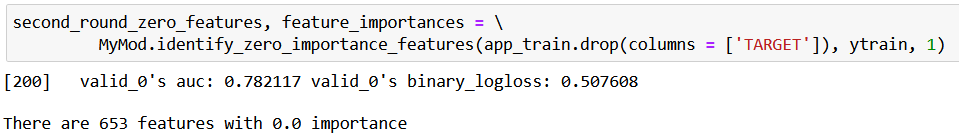 second_round_zero_features, feature_importances = \
MyMod.identify_zero_importance_features(app_train.drop(columns = ['TARGET']), ytrain, 1)
[200] valid_0's auc: 0.782117 valid_0's binary_logloss: 0.507608
There are 653 features with 0.0 importance